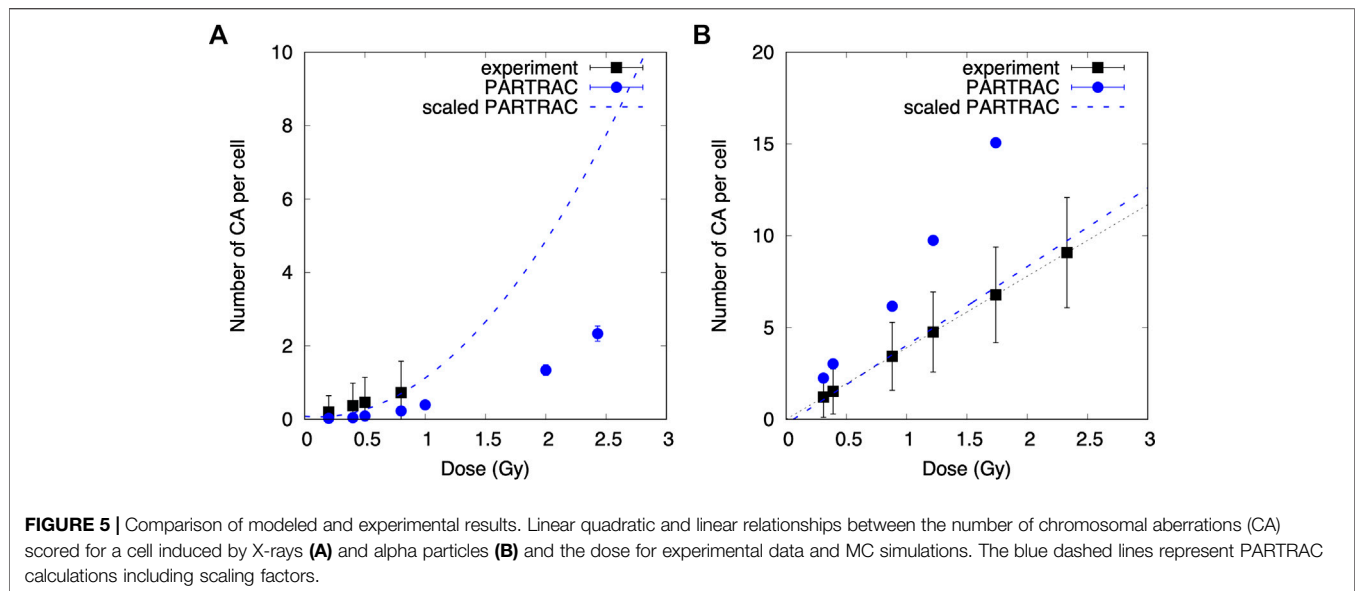 A
10
8
6
4
2
0
Number of CA per cell
experiment
PARTRAC
scaled PARTRAC
0 0.5 1 1.5 2 2.5 3
Dose (Gy)
B
20
15
10
5
0
Number of CA per cell
experiment
PARTRAC
scaled PARTRAC
0 0.5 1 1.5 2 2.5 3
Dose (Gy)
FIGURE 5 | Comparison of modeled and experimental results. Linear quadratic and linear relationships between the number of chromosomal aberrations (CA)
scored for a cell induced by X-rays (A) and alpha particles (B) and the dose for experimental data and MC simulations. The blue dashed lines represent PARTRAC
calculations including scaling factors.